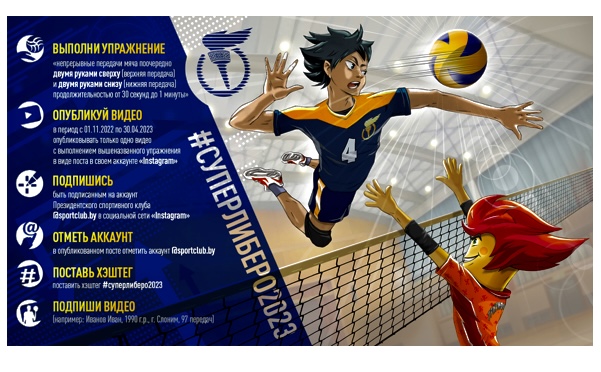 ВЫПОЛНИ УПРАЖНЕНИЕ
«непрерывные передачи мяча поочередно
двумя руками сверху (верхняя передача)
и двумя руками снизу (нижняя передача)
продолжительностью от 30 секунд до 1 минуты»
ОПУБЛИКУЙ ВИДЕО
в период с 01.11.2022 по 30.04.2023
опубликовывать только одно видео
с выполнением вышеназванного упражнения
в виде поста в своем аккаунте «Instagram»
ПОДПИШИСЬ
быть подписанным на аккаунт
Президентского спортивного клуба
@sportclub.by в социальной сети «Instagram»
ОТМЕТЬ АККАУНТ
в опубликованном посте отметить аккаунт @sportclub.by
ПОСТАВЬ ХЭШТЕГ
поставить хэштег #суперлиберо2023
ПОДПИШИ ВИДЕО
(например: Иванов Иван, 1990 г.р., г. Слоним, 97 передач)
#СУПЕРЛИБЕРО2023
4